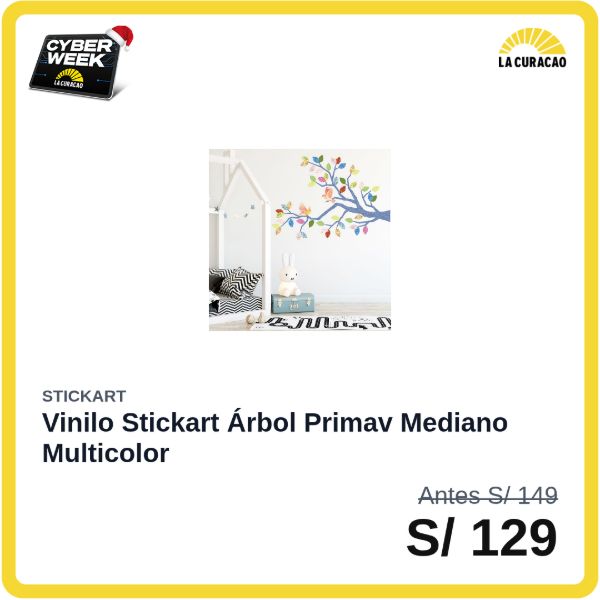 CYBER
WEEK
LA CURACAO
LA CURACAO
STICKART
Vinilo Stickart Árbol Primav Mediano
Multicolor
Antes S/ 149
S/ 129